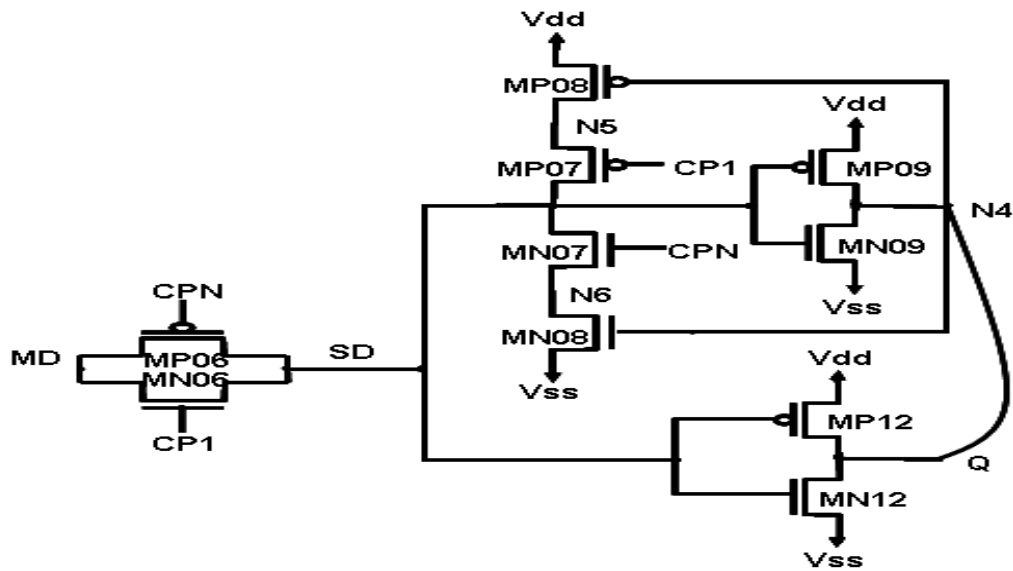 Vdd
MP08
Vdd
N5
MP07
CP1
MP09
N4
MN07
CPN
MN09
CPN
N6
Vss
MN08
MD
MP06
SD
Vdd
MN06
Vss
MP12
CP1
Q
MN12
Vss